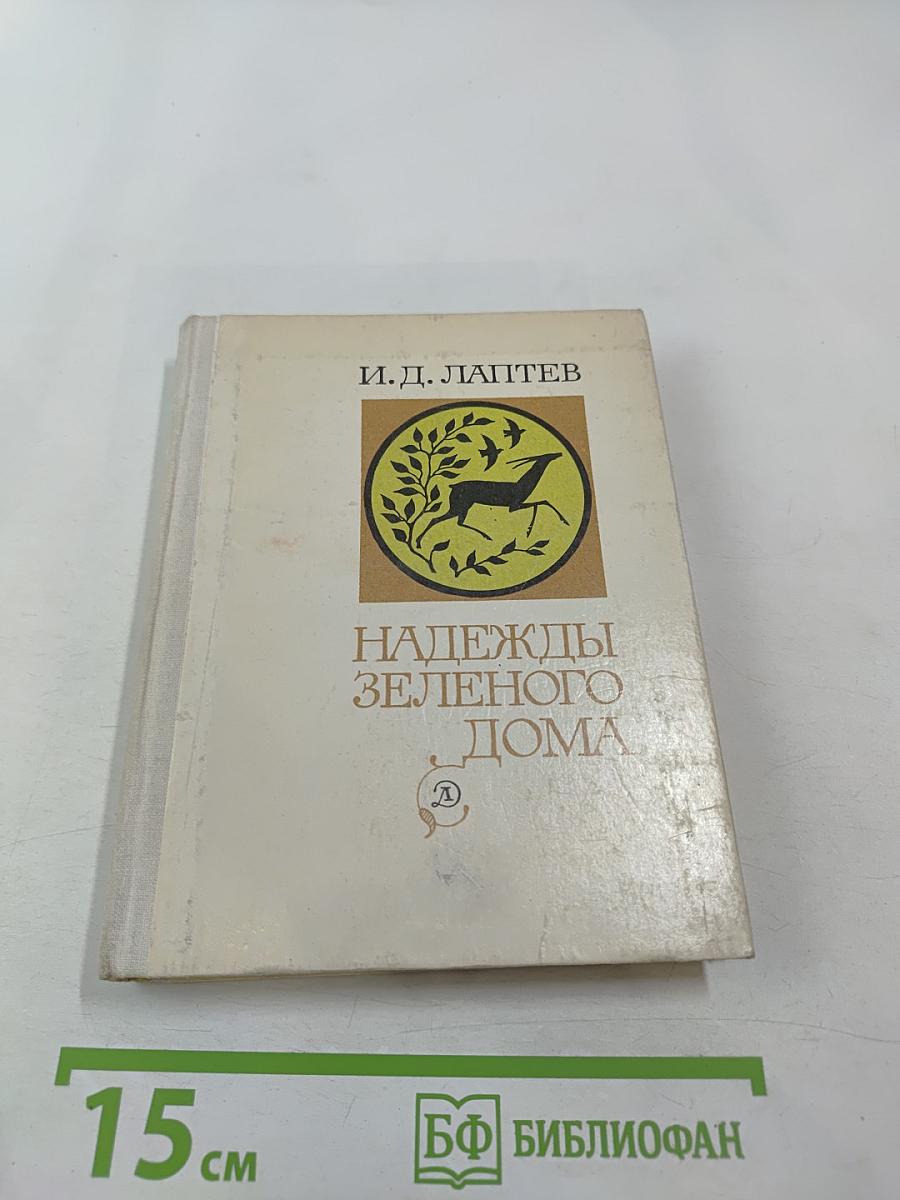 И. Д. ЛАПТЕВ
НАДЕЖДЫ
ЗЕЛЕНОГО
ДОМА
Д
15 см
БФ БИБЛИОФАН